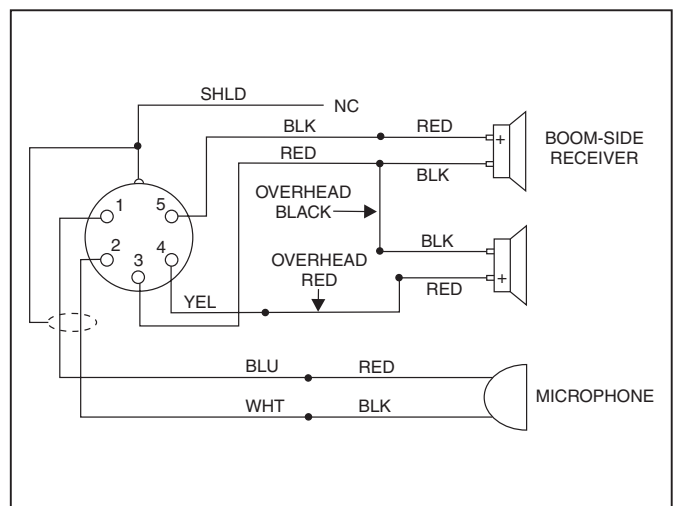 SHLD
NC
BLK
RED
+
BOOM-SIDE
RECEIVER
RED
BLK
OVERHEAD
BLACK
1
5
2
4
3
OVERHEAD
RED
BLK
RED
+
YEL
BLU
RED
WHT
BLK
MICROPHONE